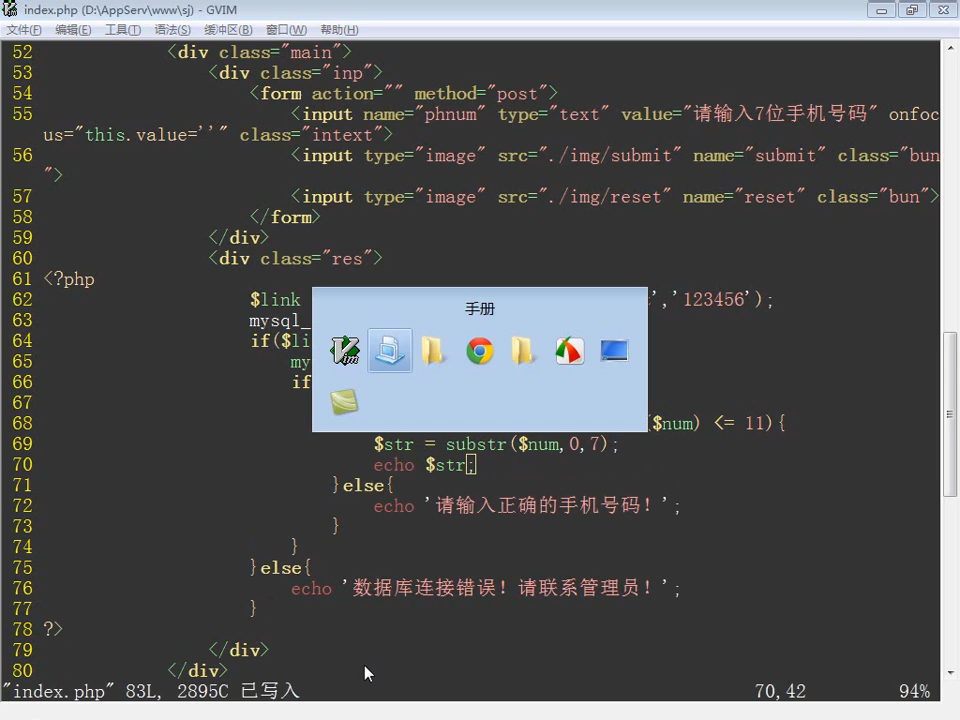 index.php (D:\AppServ\www\sj) - GVIM
文件(F) 编辑(E) 工具(T) 语法(S) 缓冲区(B) 窗口(W) 帮助(H)
52 <div class="main">
53 <div class="inp">
54 <form action="" method="post">
55 <input name="phnum" type="text" value="请输入7位手机号码" onfoc
us="this.value=''" class="intext">
56 <input type="image" src="./img/submit" name="submit" class="bun
">
57 <input type="image" src="./img/reset" name="reset" class="bun">
58 </form>
59 </div>
60 <div class="res">
61 <?php
62 $link ','123456');
63 mysql_
手册
64 if($li
65 my
66 if
67
68 ($num) <= 11){
69 $str = substr($num,0,7);
70 echo $str;
71 }else{
72 echo '请输入正确的手机号码！';
73 }
74 }
75 }else{
76 echo '数据库连接错误！请联系管理员！';
77 }
78 ?>
79 </div>
80 </div>
"index.php" 83L, 2895C 已写入 70,42 94%